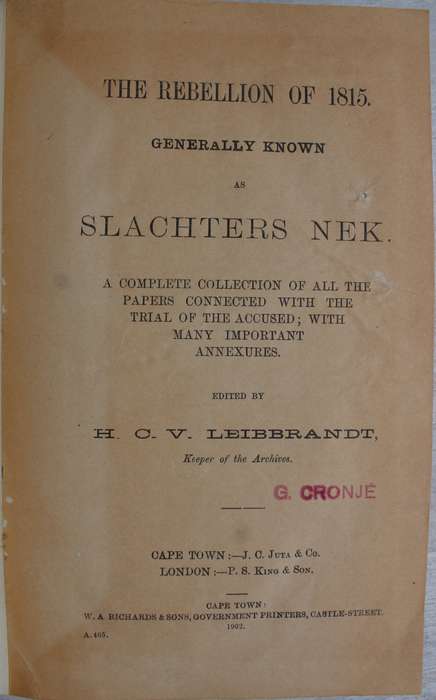 THE REBELLION OF 1815.
GENERALLY KNOWN
AS
SLACHTERS NEK.
A COMPLETE COLLECTION OF ALL THE
PAPERS CONNECTED WITH THE
TRIAL OF THE ACCUSED; WITH
MANY IMPORTANT
ANNEXURES.
EDITED BY
H. C. V. LEIBBRANDT,
Keeper of the Archives.
G. CRONJÉ
CAPE TOWN:—J. C. JUTA & CO.
LONDON:—P. S. KING & SON.
CAPE TOWN:
W. A RICHARDS & SONS, GOVERNMENT PRINTERS, CASTLE-STREET.
1902.
A.405.